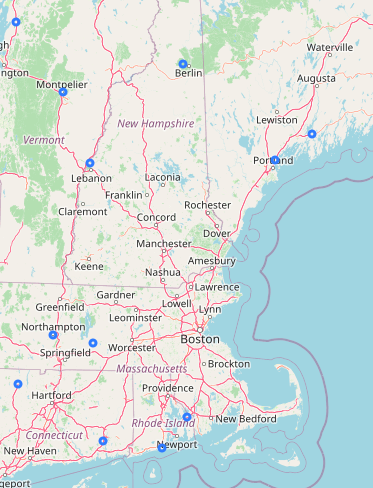 Waterville
gh
ngton
Berlin
Augusta
Montpelier
Lewiston
New Hampshire
Vermont
Portland
Lebanon
Laconia
Franklin
Claremont
Rochester
Concord
Dover
Manchester
Keene
Amesbury
Nashua
Lawrence
Gardner
Lowell
Greenfield
Leominster
Lynn
Northampton
Boston
Worcester
Springfield
Brockton
Massachusetts
Providence
Hartford
New Bedford
Rhode Island
Connecticut
Newport
New Haven
geport